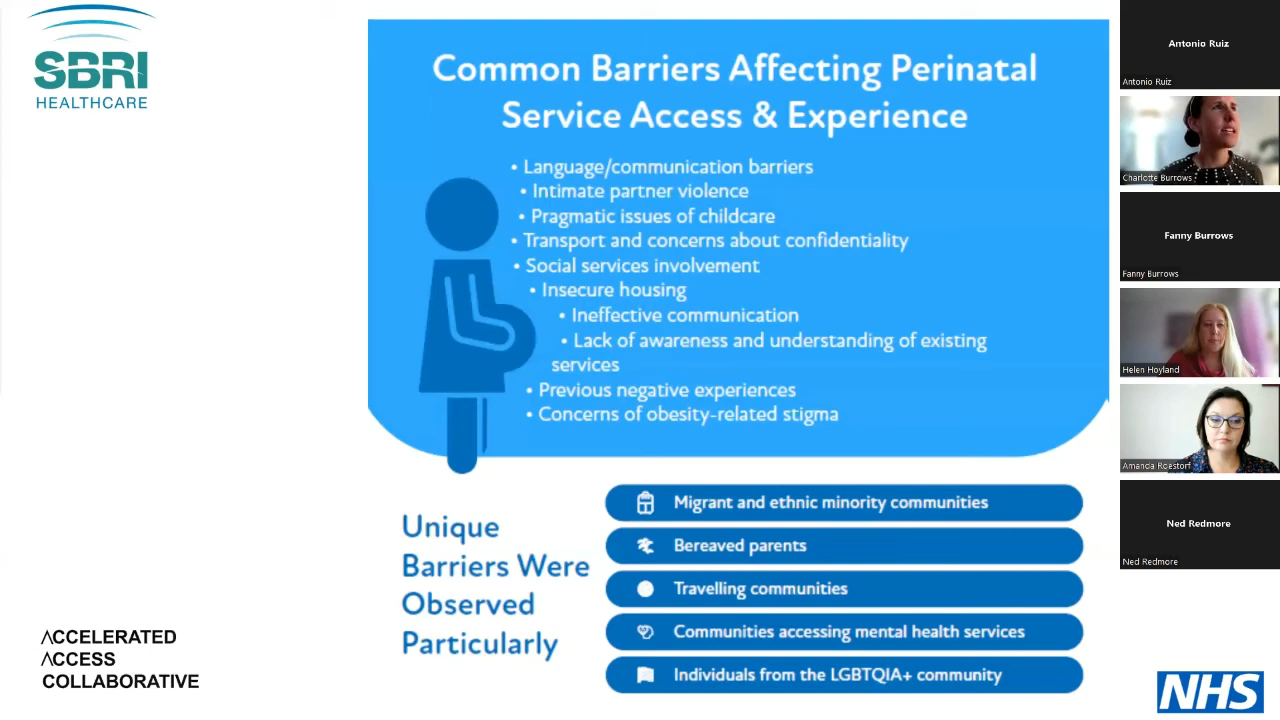 SBRI
HEALTHCARE
Common Barriers Affecting Perinatal
Service Access & Experience
• Language/communication barriers
• Intimate partner violence
• Pragmatic issues of childcare
• Transport and concerns about confidentiality
• Social services involvement
• Insecure housing
• Ineffective communication
• Lack of awareness and understanding of existing
services
• Previous negative experiences
• Concerns of obesity-related stigma
Unique
Barriers Were
Observed
Particularly
Migrant and ethnic minority communities
Bereaved parents
Travelling communities
Communities accessing mental health services
Individuals from the LGBTQIA+ community
ACCELERATED
ACCESS
COLLABORATIVE
NHS
Antonio Ruiz
Antonio Ruiz
Charlotte Burrows
Fanny Burrows
Fanny Burrows
Helen Hoyland
Amanda Roestorf
Ned Redmore
Ned Redmore